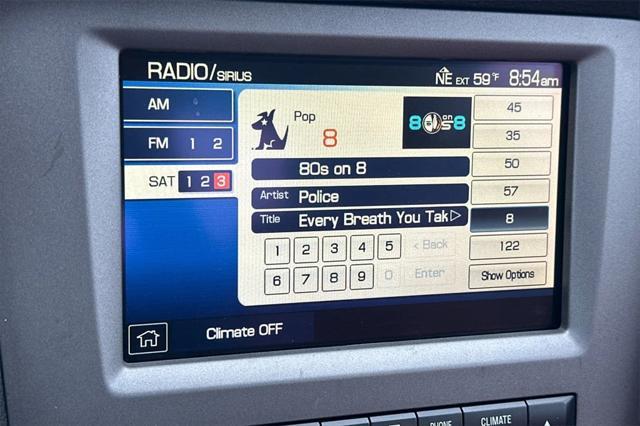 RADIO/SIRIUS
NE EXT 59°F 8:54am
AM
FM 1 2
SAT 1 2 3
Pop
8
80s on 8
80s on 8
Artist Police
Title Every Breath You Tak
1 2 3 4 5 < Back
6 7 8 9 0 Enter
45
35
50
57
8
122
Show Options
Climate OFF
PHONE
CLIMATE